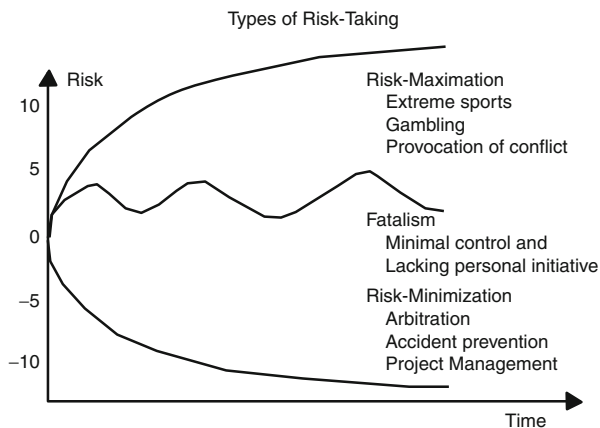 Types of Risk-Taking
Risk
10
5
0
−5
−10
Risk-Maximation
Extreme sports
Gambling
Provocation of conflict
Fatalism
Minimal control and
Lacking personal initiative
Risk-Minimization
Arbitration
Accident prevention
Project Management
Time